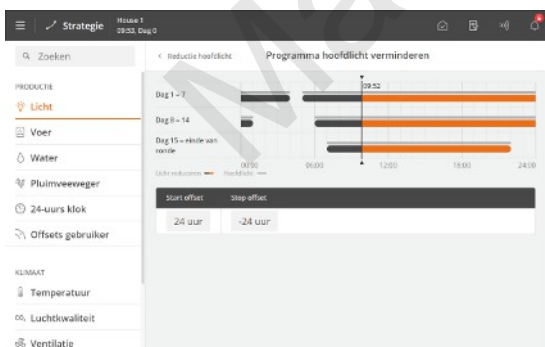 Strategie
House 1
09:53, Dag 0
Zoeken
Reductie hoofdlicht
Programma hoofdlicht verminderen
PRODUCTIE
Licht
Voer
Water
Pluimveeweger
24-uurs klok
Offsets gebruiker
KLIMAAT
Temperatuur
CO₂ Luchtkwaliteit
Ventilatie
09:52
Dag 1 – 7
Dag 8 – 14
Dag 15 – einde van
ronde
00:00 06:00 12:00 18:00 24:00
Licht reduceren Hoofdlicht
Start offset Stop offset
24 uur -24 uur